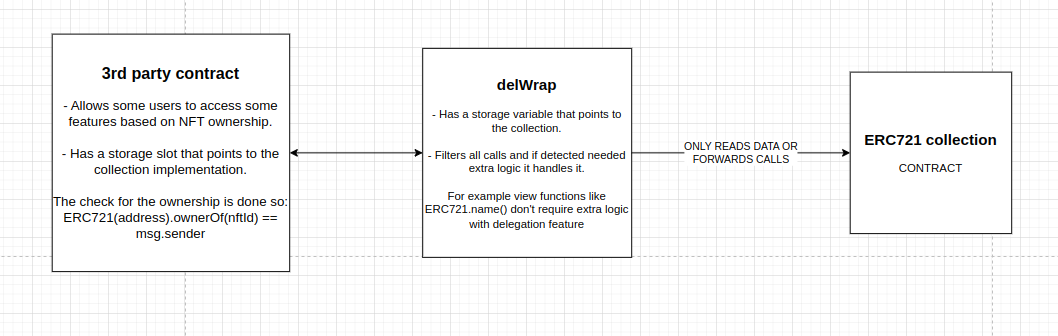 3rd party contract
- Allows some users to access some
features based on NFT ownership.
- Has a storage slot that points to the
collection implementation.
The check for the ownership is done so:
ERC721(address).ownerOf(nftId) ==
msg.sender
delWrap
- Has a storage variable that points to
the collection.
- Filters all calls and if detected needed
extra logic it handles it.
For example view functions like
ERC721.name() don't require extra logic
with delegation feature
ONLY READS DATA OR
FORWARDS CALLS
ERC721 collection
CONTRACT